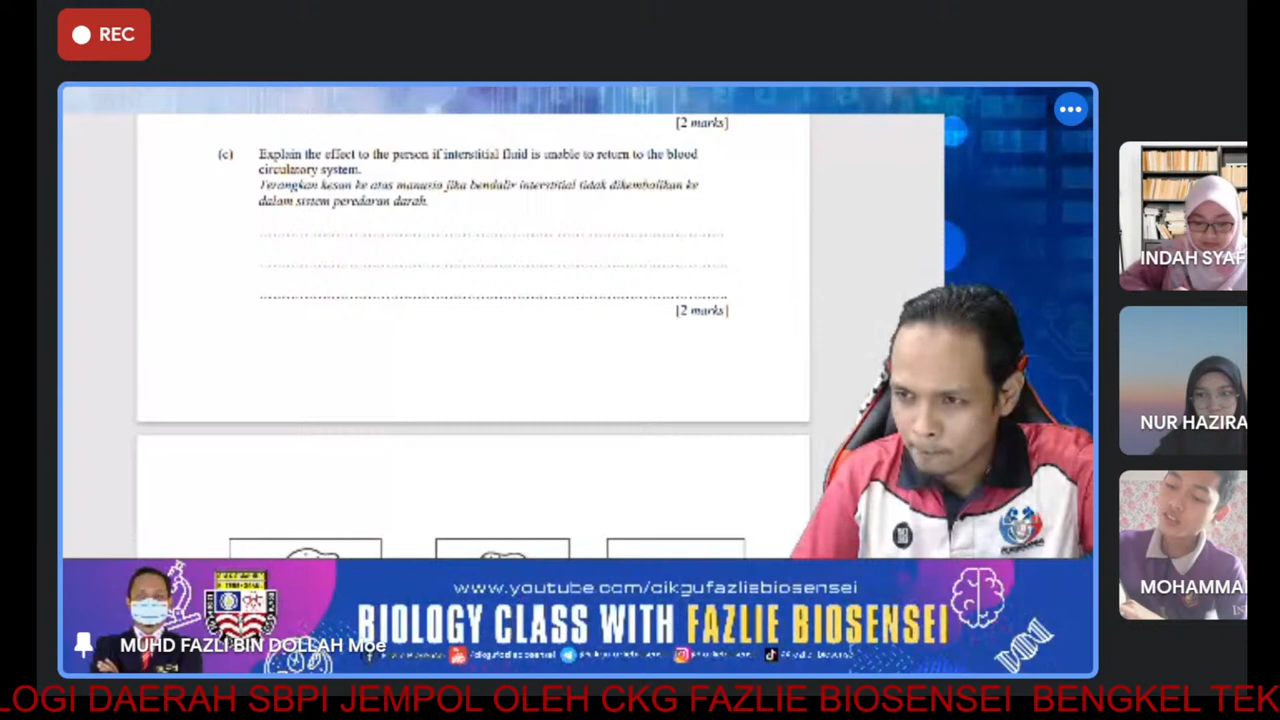 REC
[2 marks]
(c) Explain the effect to the person if interstitial fluid is unable to return to the blood
circulatory system.
Terangkan kesan ke atas manusia jika bendalir interstitial tidak dikembalikan ke
dalam sistem peredaran darah.
[2 marks]
INDAH SYAF
NUR HAZIRA
MOHAMMA
www.youtube.com/cikgufazliebiosensei
BIOLOGY CLASS WITH FAZLIE BIOSENSEI
MUHD FAZLI BIN DOLLAH Moe
LOGI DAERAH SBPI JEMPOL OLEH CKG FAZLIE BIOSENSEI BENGKEL TEK